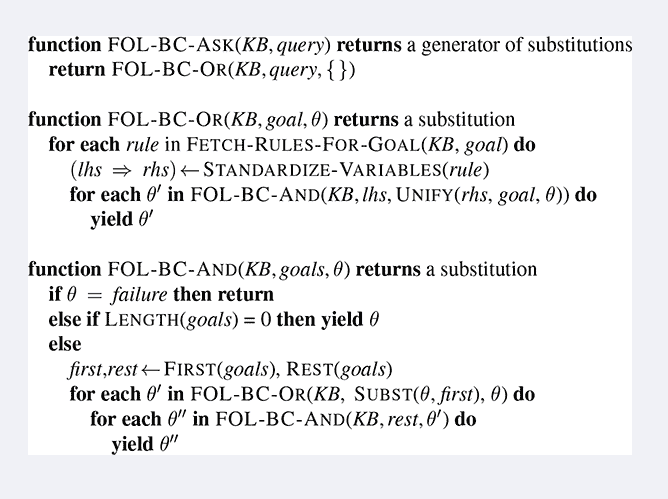 function FOL-BC-ASK(KB, query) returns a generator of substitutions
return FOL-BC-OR(KB, query, { })
function FOL-BC-OR(KB, goal, θ) returns a substitution
for each rule in FETCH-RULES-FOR-GOAL(KB, goal) do
(lhs ⇒ rhs) ← STANDARDIZE-VARIABLES(rule)
for each θ′ in FOL-BC-AND(KB, lhs, UNIFY(rhs, goal, θ)) do
yield θ′
function FOL-BC-AND(KB, goals, θ) returns a substitution
if θ = failure then return
else if LENGTH(goals) = 0 then yield θ
else
first,rest ← FIRST(goals), REST(goals)
for each θ′ in FOL-BC-OR(KB, SUBST(θ, first), θ) do
for each θ′′ in FOL-BC-AND(KB, rest, θ′) do
yield θ′′